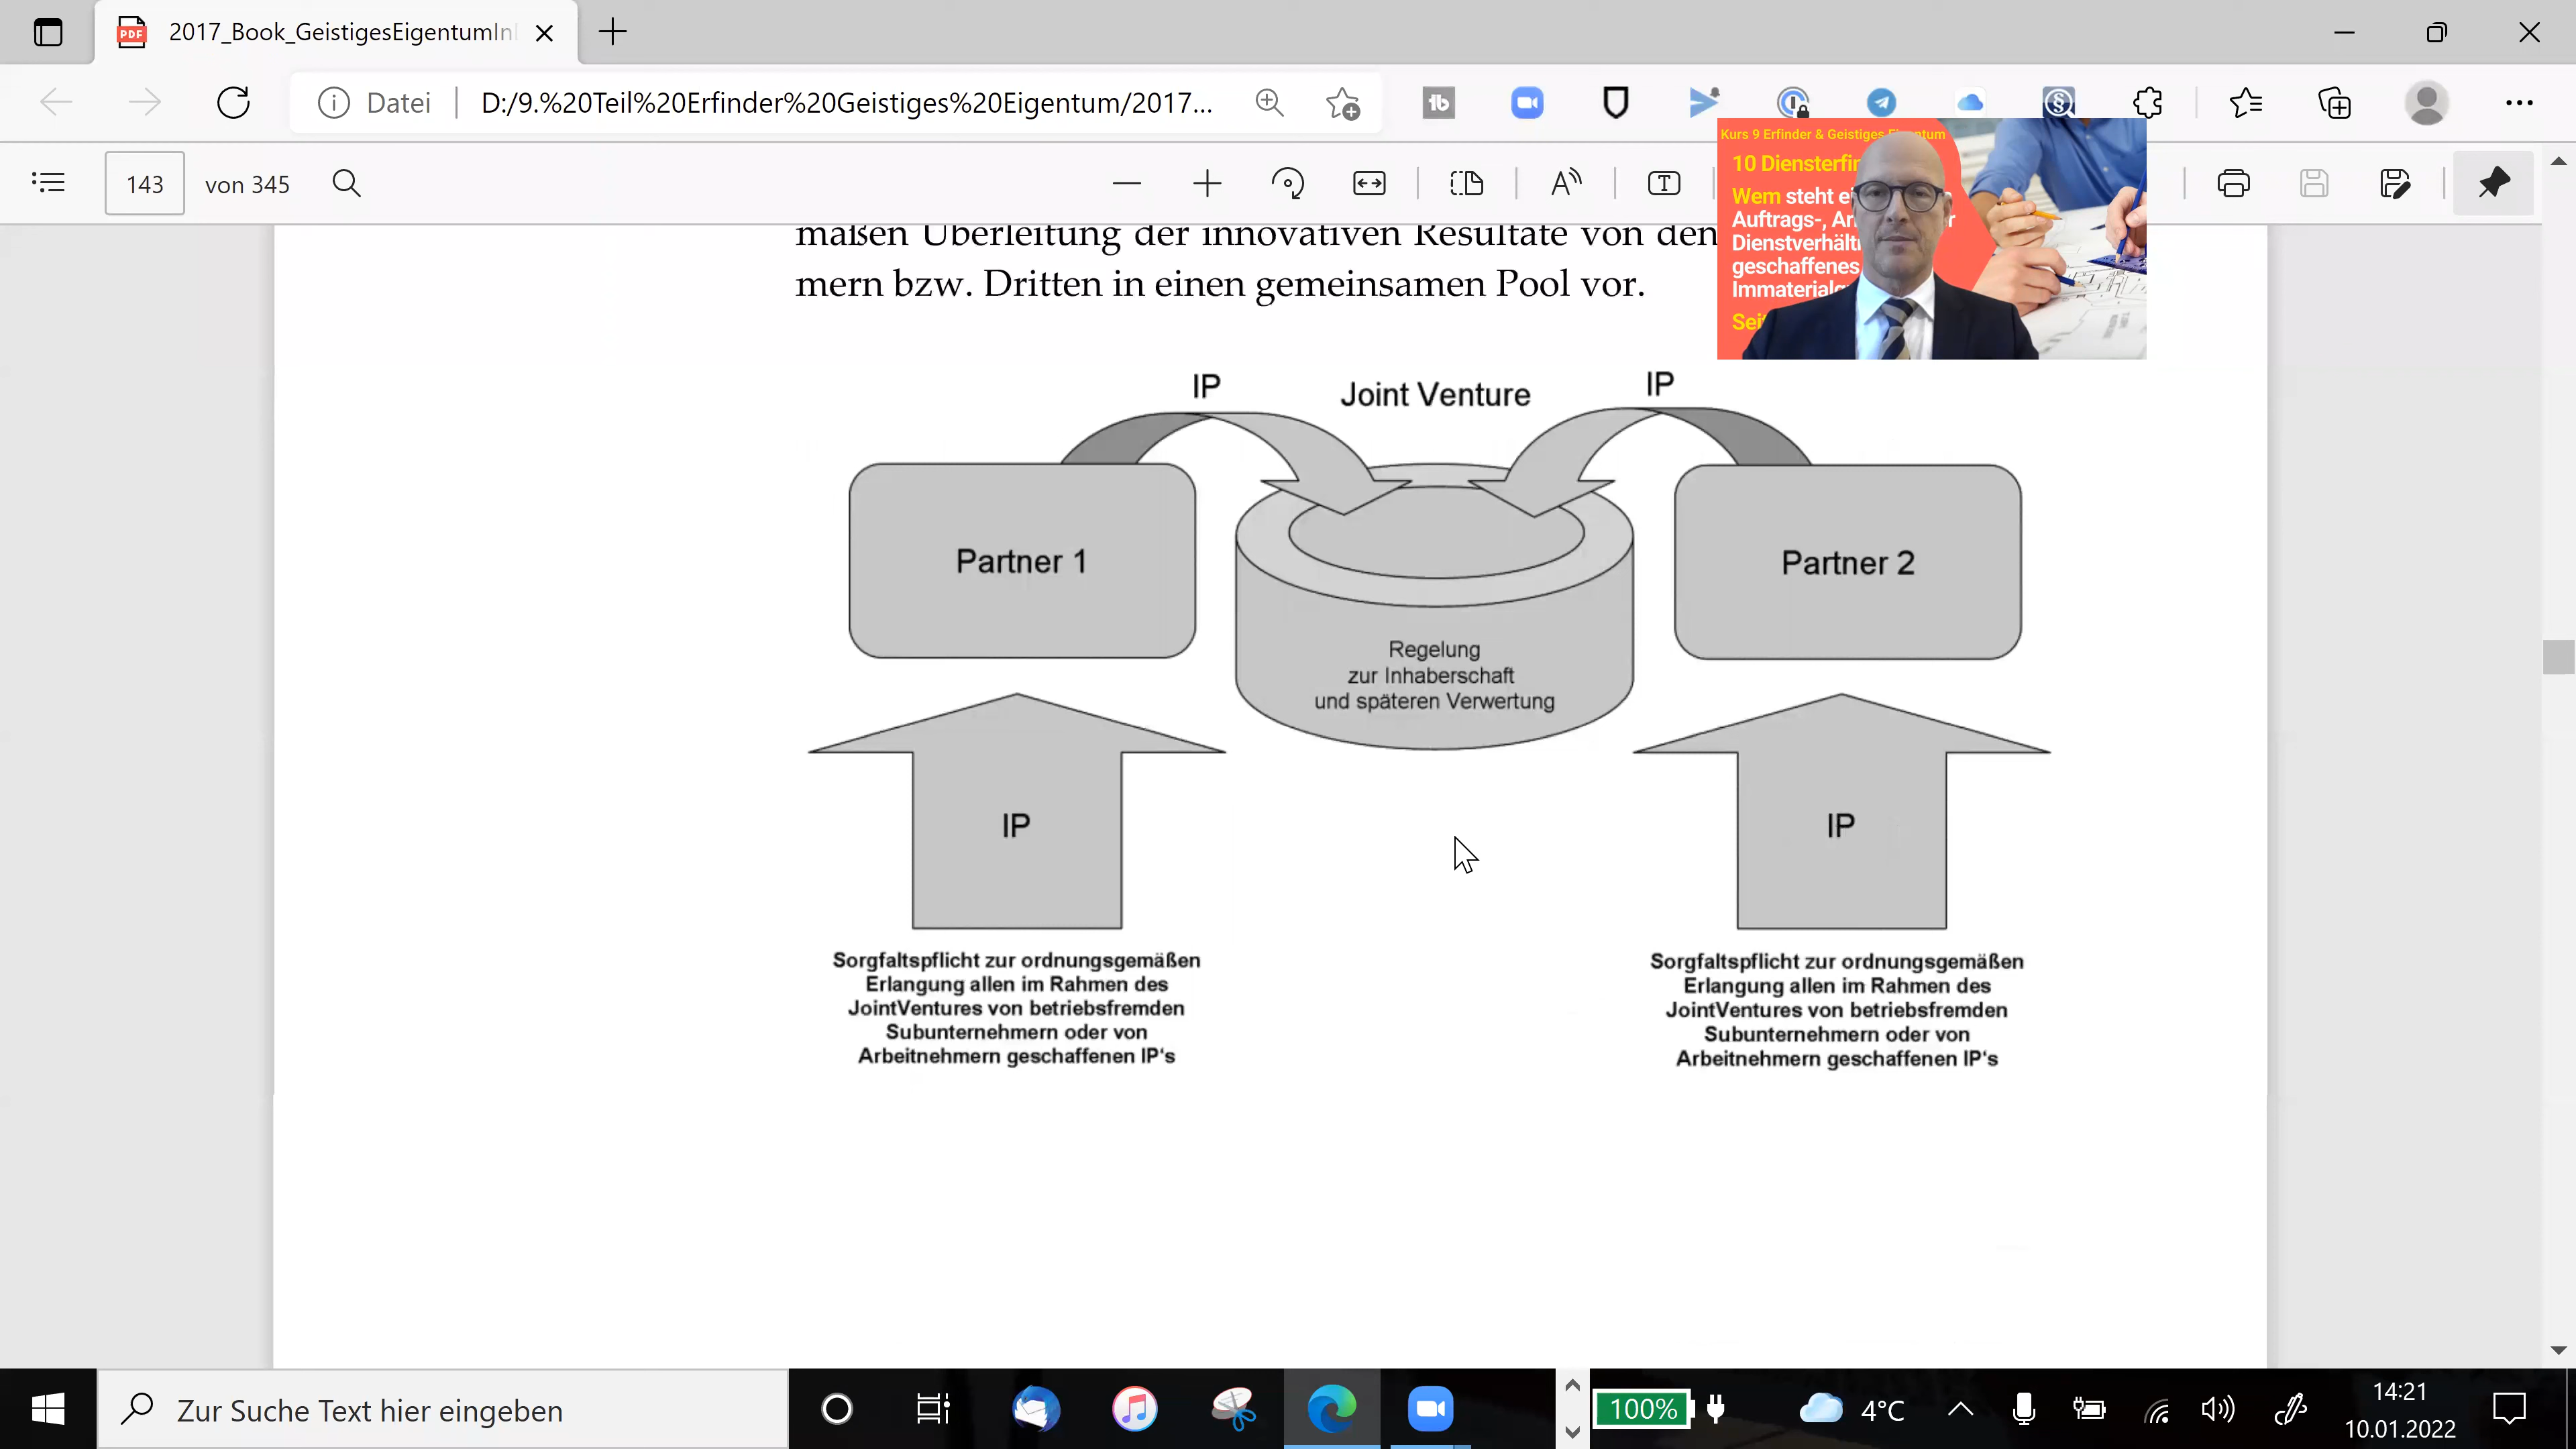 2017_Book_GeistigesEigentumIn
Datei
D:/9.%20Teil%20Erfinder%20Geistiges%20Eigentum/2017...
143
von 345
Kurs 9 Erfinder & Geistiges Eigentum
10
Wem steht
Auftrags-,
geschaffenes
mäßen Überleitung der innovativen Resultate von den
mern bzw. Dritten in einen gemeinsamen Pool vor.
IP
Joint Venture
IP
Partner 1
Partner 2
Regelung
zur Inhaberschaft
und späteren Verwertung
IP
IP
Sorgfaltspflicht zur ordnungsgemäßen
Erlangung allen im Rahmen des
JointVentures von betriebsfremden
Subunternehmern oder von
Arbeitnehmern geschaffenen IP's
Sorgfaltspflicht zur ordnungsgemäßen
Erlangung allen im Rahmen des
JointVentures von betriebsfremden
Subunternehmern oder von
Arbeitnehmern geschaffenen IP's
Zur Suche Text hier eingeben
100%
4°C
14:21
10.01.2022